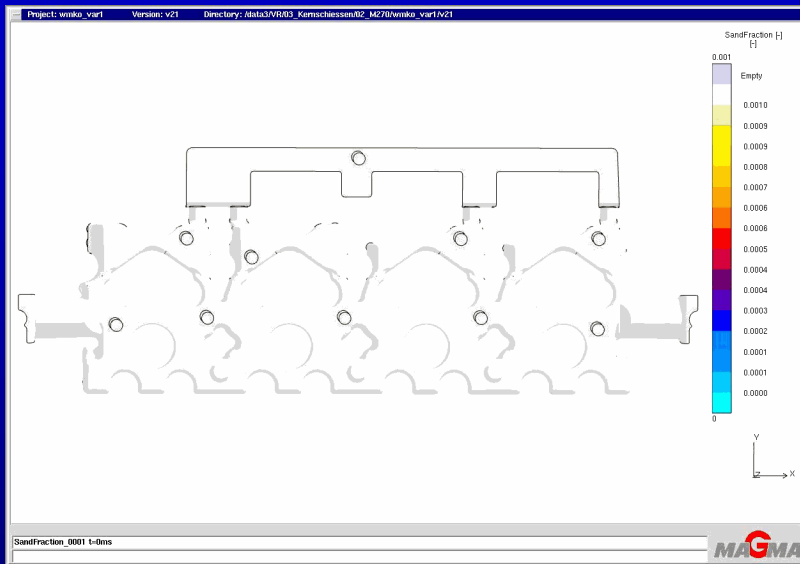 Project: wmko_var1 Version: v21 Directory: /data3/VR/03_Kernschiessen/02_M270/wmko_var1/v21
SandFraction [-]
[-]
0.001
Empty
0.0010
0.0009
0.0009
0.0008
0.0007
0.0006
0.0006
0.0005
0.0004
0.0004
0.0003
0.0002
0.0001
0.0001
0.0000
0
Y
Z
X
SandFraction_0001 t=0ms
MAGMA